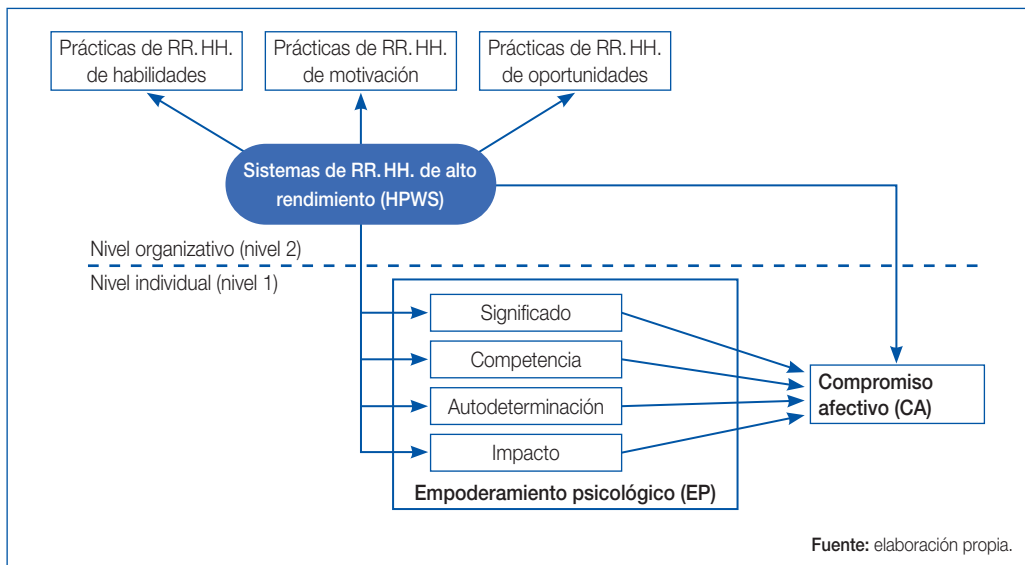 Prácticas de RR. HH.
de habilidades
Prácticas de RR. HH.
de motivación
Prácticas de RR. HH.
de oportunidades
Sistemas de RR. HH. de alto
rendimiento (HPWS)
Nivel organizativo (nivel 2)
Nivel individual (nivel 1)
Significado
Competencia
Autodeterminación
Impacto
Empoderamiento psicológico (EP)
Compromiso
afectivo (CA)
Fuente: elaboración propia.